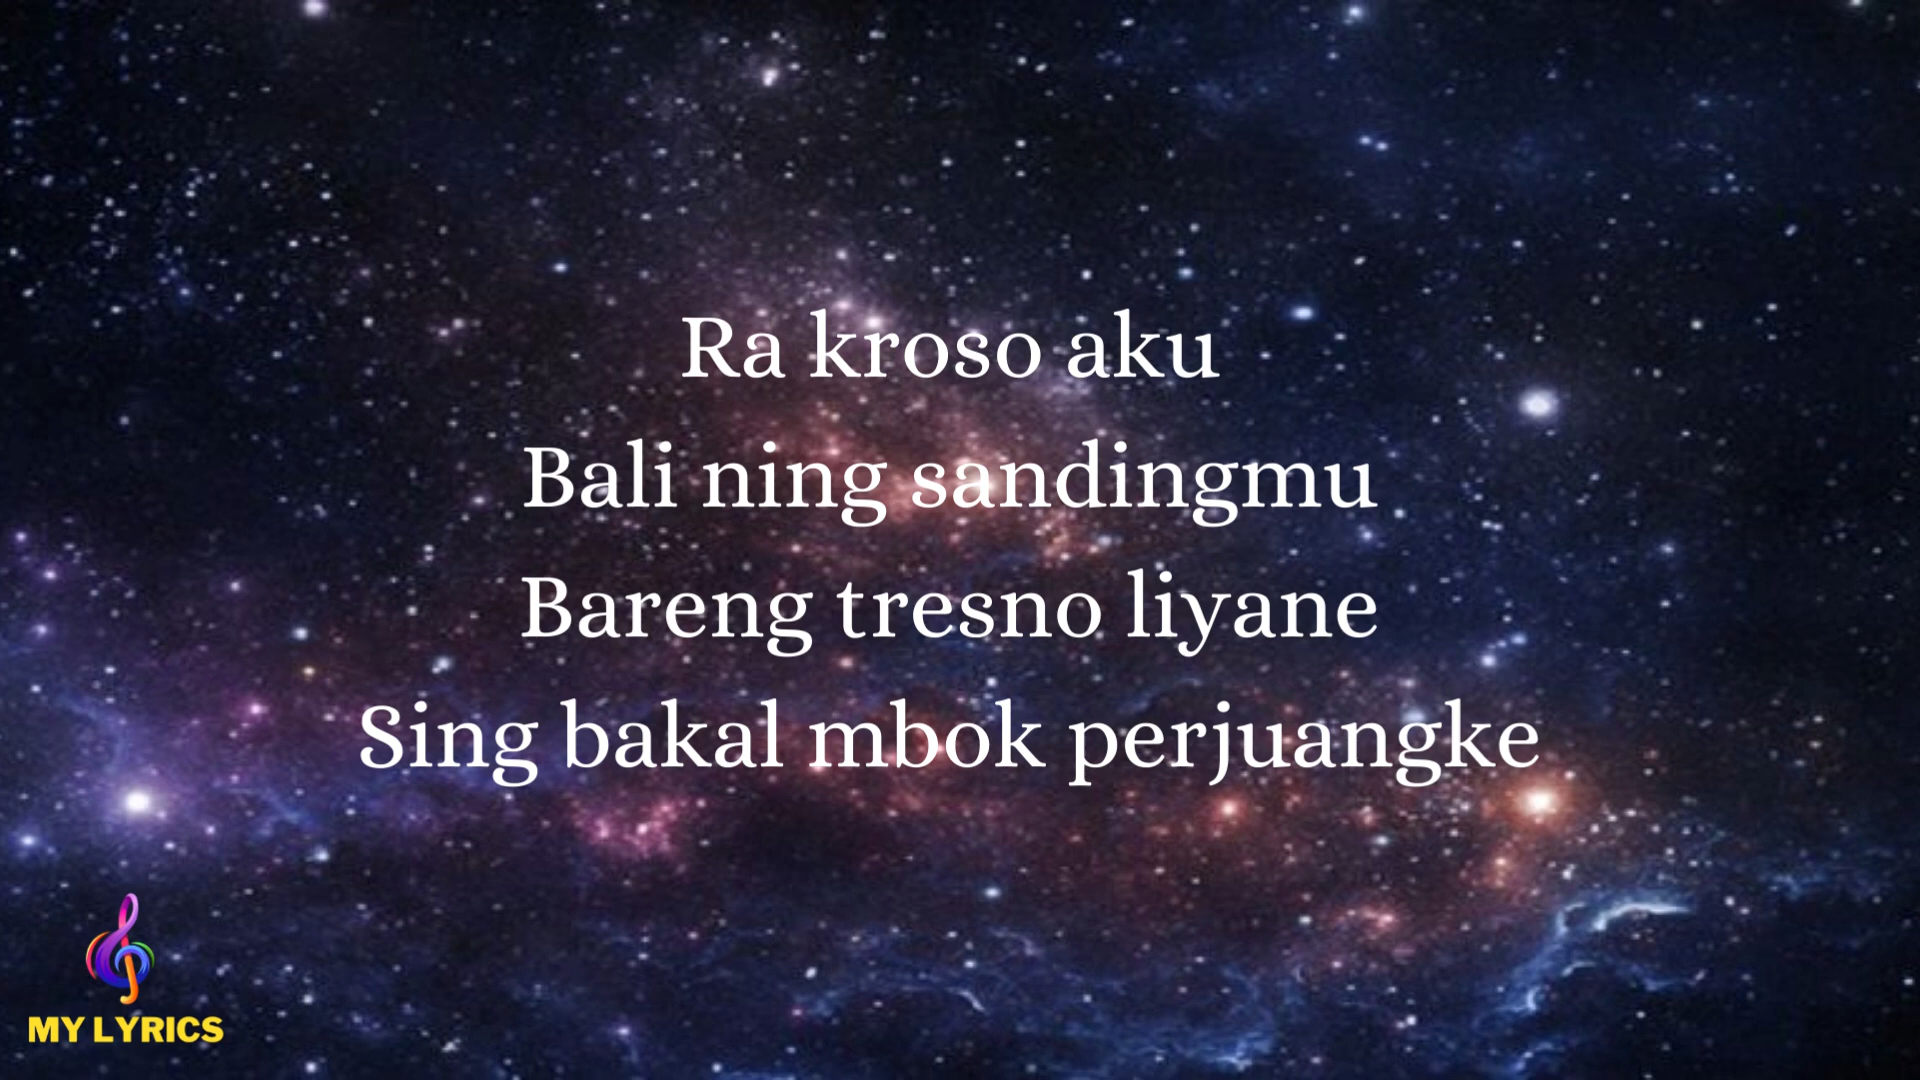 Ra kroso aku
Bali ning sandingmu
Bareng tresno liyane
Sing bakal mbok perjuangke
MY LYRICS